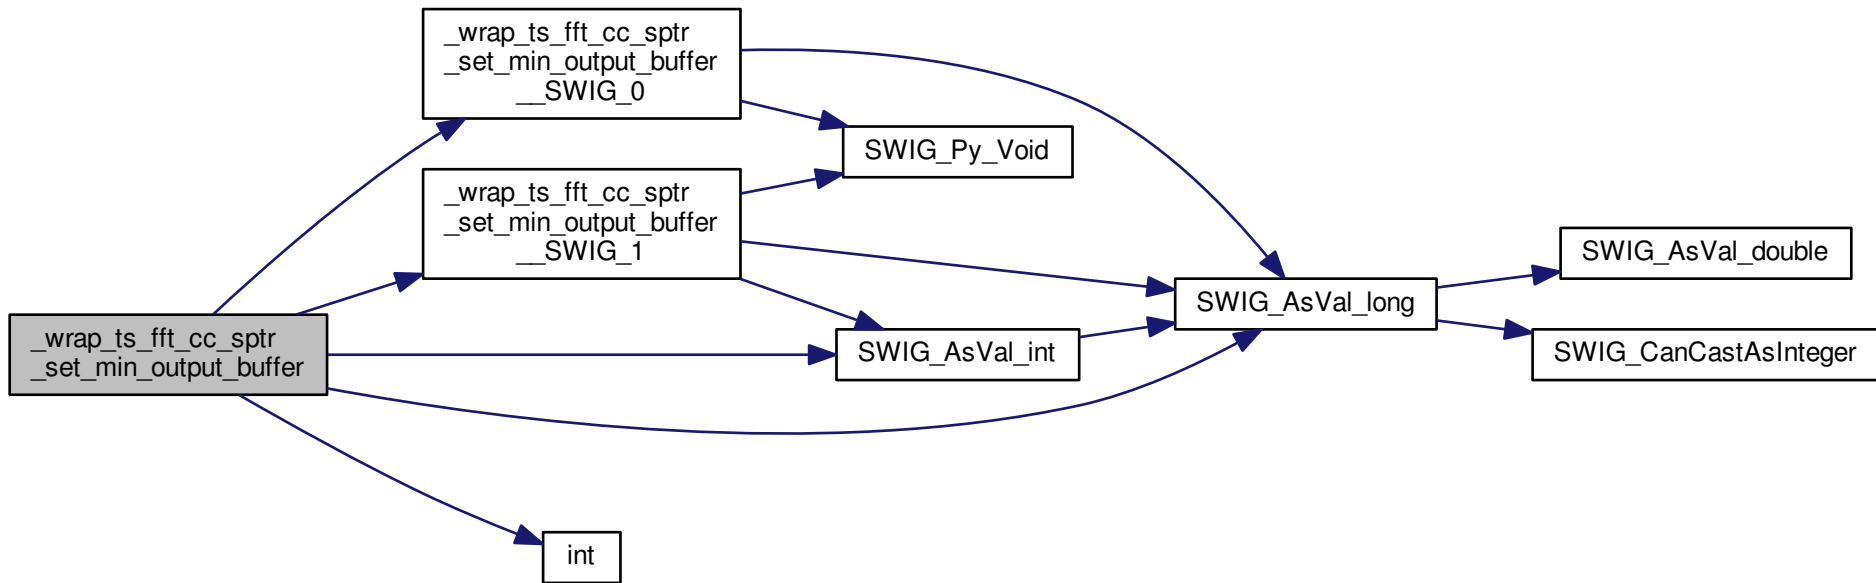 _wrap_ts_fft_cc_sptr
_set_min_output_buffer
__SWIG_0
SWIG_Py_Void
_wrap_ts_fft_cc_sptr
_set_min_output_buffer
__SWIG_1
SWIG_AsVal_double
SWIG_AsVal_long
_wrap_ts_fft_cc_sptr
_set_min_output_buffer
SWIG_AsVal_int
SWIG_CanCastAsInteger
int